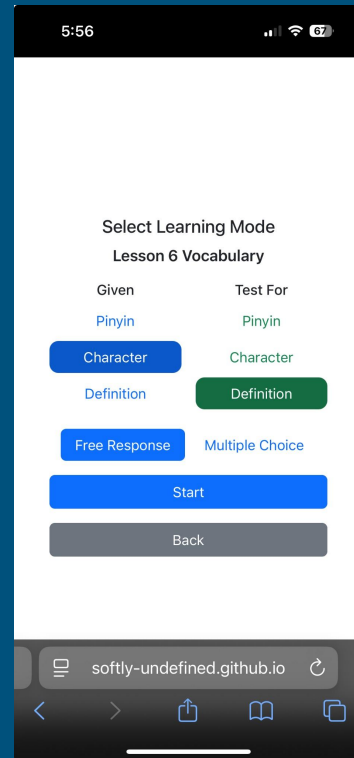 5:56
67
Select Learning Mode
Lesson 6 Vocabulary
Given Test For
Pinyin Pinyin
Character Character
Definition Definition
Free Response Multiple Choice
Start
Back
softly-undefined.github.io